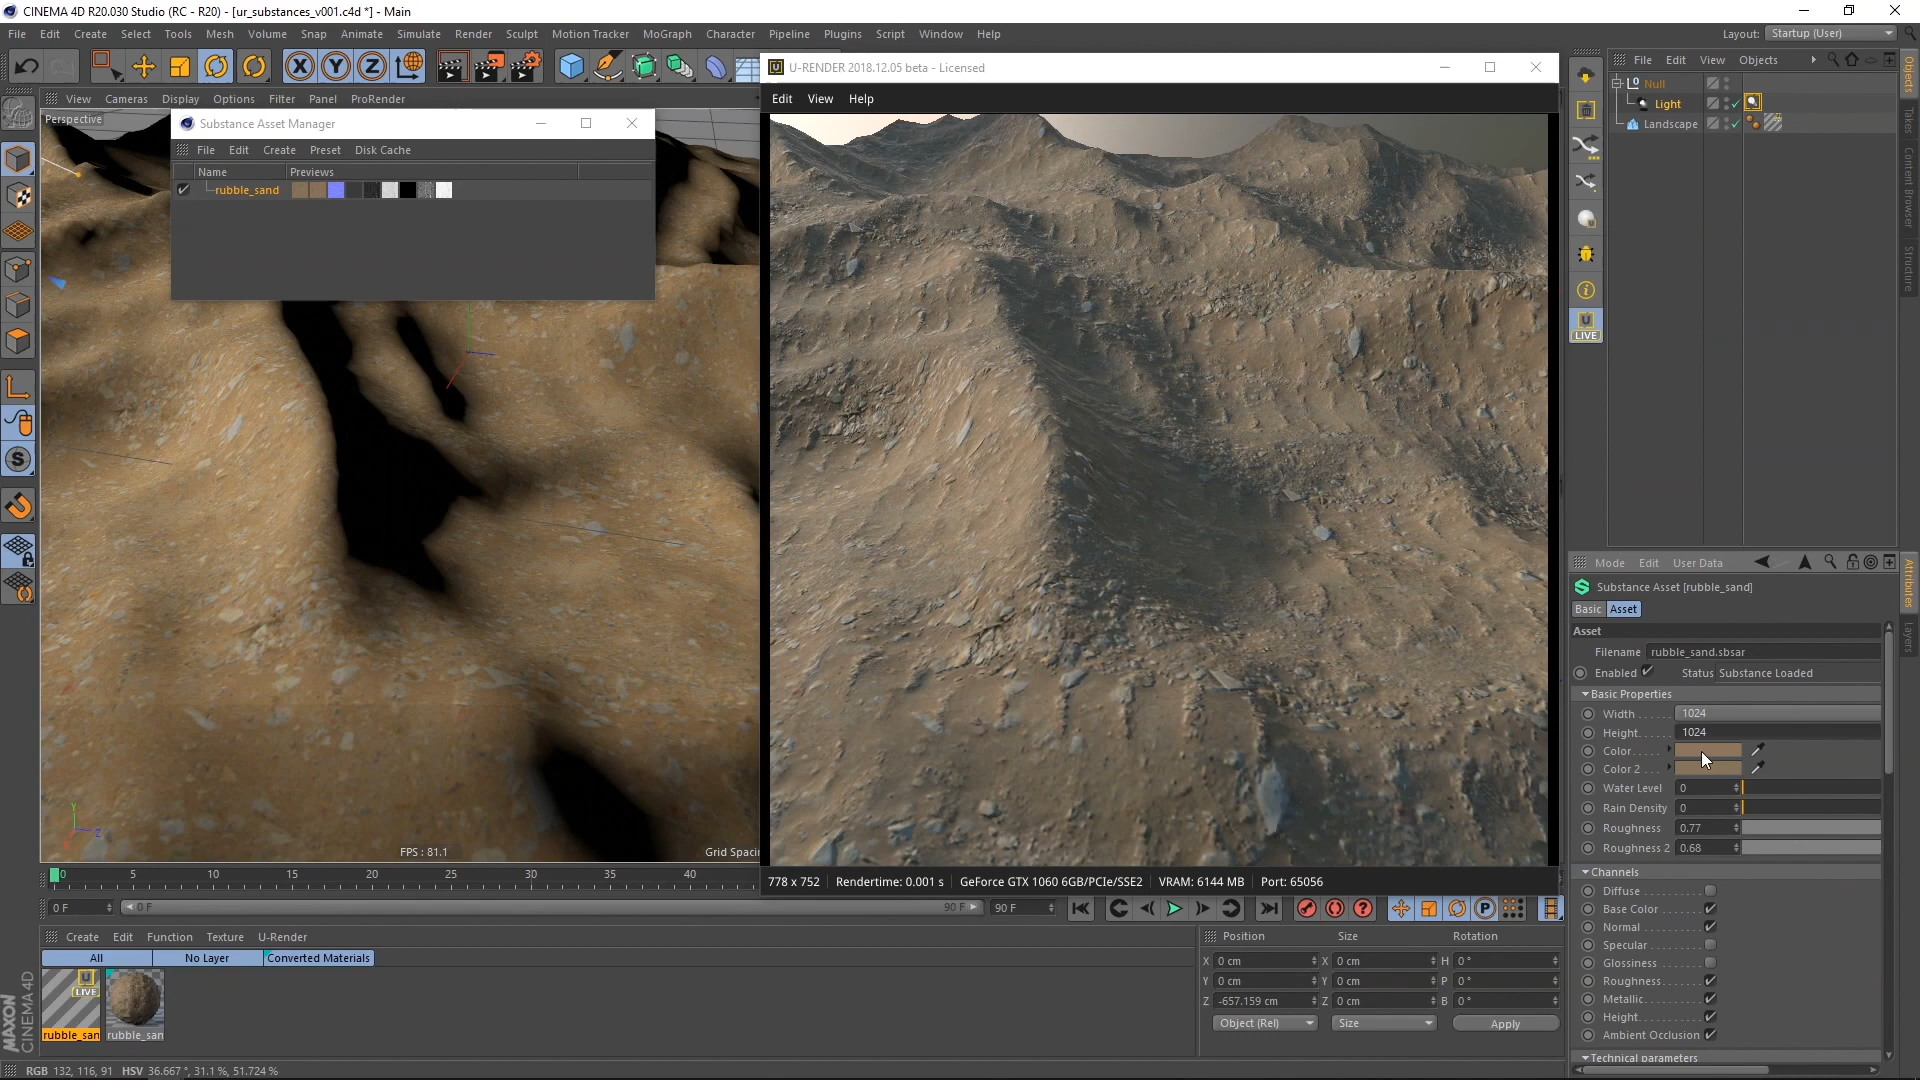 CINEMA 4D R20.030 Studio (RC - R20) - [ur_substances_v001.c4d *] - Main
File Edit Create Select Tools Mesh Volume Snap Animate Simulate Render Sculpt Motion Tracker MoGraph Character Pipeline Plugins Script Window Help
Layout: Startup (User)
X Y Z
U-RENDER 2018.12.05 beta - Licensed
Edit View Help
File Edit View Objects
Null
Light
Landscape
U LIVE
Objects
Takes
Content Browser
Structure
View Cameras Display Options Filter Panel ProRender
Perspective
Substance Asset Manager
File Edit Create Preset Disk Cache
Name Previews
rubble_sand
S
Y
Z
FPS : 81.1
Grid Spaci
778 x 752 Rendertime: 0.001 s GeForce GTX 1060 6GB/PCIe/SSE2 VRAM: 6144 MB Port: 65056
Mode Edit User Data
Substance Asset [rubble_sand]
Basic Asset
Asset
Filename rubble_sand.sbsar
Enabled Status Substance Loaded
Basic Properties
Width 1024
Height 1024
Color
Color 2
Water Level 0
Rain Density 0
Roughness 0.77
Roughness 2 0.68
Channels
Diffuse
Base Color
Normal
Specular
Glossiness
Roughness
Metallic
Height
Ambient Occlusion
Technical parameters
Attributes
Layers
0 5 10 15 20 25 30 35 40
0 F 0 F 90 F 90 F
P
Create Edit Function Texture U-Render
All No Layer Converted Materials
U LIVE
rubble_san rubble_san
Position Size Rotation
X 0 cm X 0 cm H 0 °
Y 0 cm Y 0 cm P 0 °
Z -657.159 cm Z 0 cm B 0 °
Object (Rel) Size Apply
MAXON
CINEMA 4D
RGB 132, 116, 91 HSV 36.667 °, 31.1 %, 51.724 %